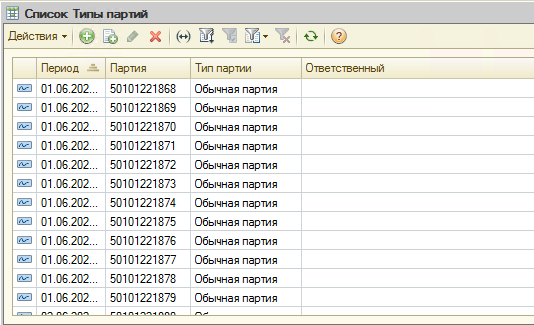 Список Типы партий
Действия
Период Партия Тип партии Ответственный
01.06.202... 50101221868 Обычная партия
01.06.202... 50101221869 Обычная партия
01.06.202... 50101221870 Обычная партия
01.06.202... 50101221871 Обычная партия
01.06.202... 50101221872 Обычная партия
01.06.202... 50101221873 Обычная партия
01.06.202... 50101221874 Обычная партия
01.06.202... 50101221875 Обычная партия
01.06.202... 50101221876 Обычная партия
01.06.202... 50101221877 Обычная партия
01.06.202... 50101221878 Обычная партия
01.06.202... 50101221879 Обычная партия